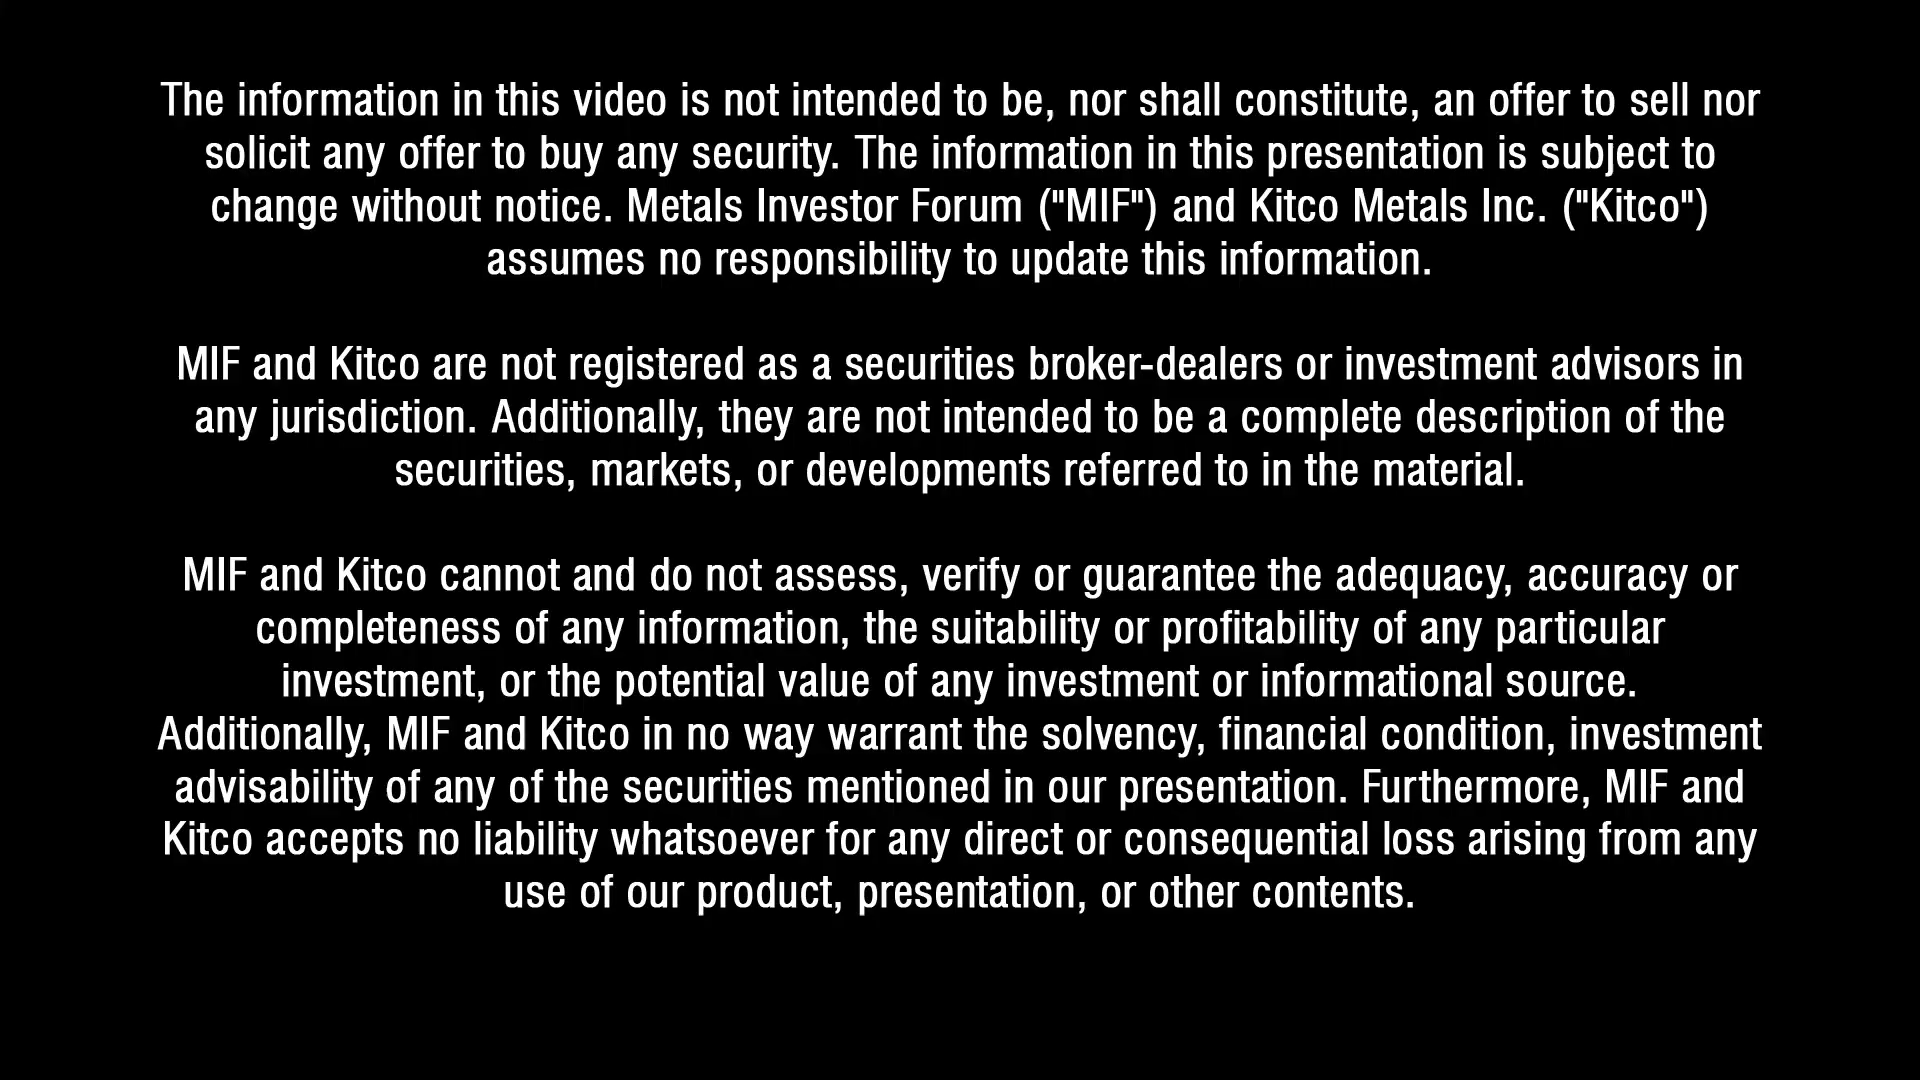 The information in this video is not intended to be, nor shall constitute, an offer to sell nor
solicit any offer to buy any security. The information in this presentation is subject to
change without notice. Metals Investor Forum ("MIF") and Kitco Metals Inc. ("Kitco")
assumes no responsibility to update this information.
MIF and Kitco are not registered as a securities broker-dealers or investment advisors in
any jurisdiction. Additionally, they are not intended to be a complete description of the
securities, markets, or developments referred to in the material.
MIF and Kitco cannot and do not assess, verify or guarantee the adequacy, accuracy or
completeness of any information, the suitability or profitability of any particular
investment, or the potential value of any investment or informational source.
Additionally, MIF and Kitco in no way warrant the solvency, financial condition, investment
advisability of any of the securities mentioned in our presentation. Furthermore, MIF and
Kitco accepts no liability whatsoever for any direct or consequential loss arising from any
use of our product, presentation, or other contents.